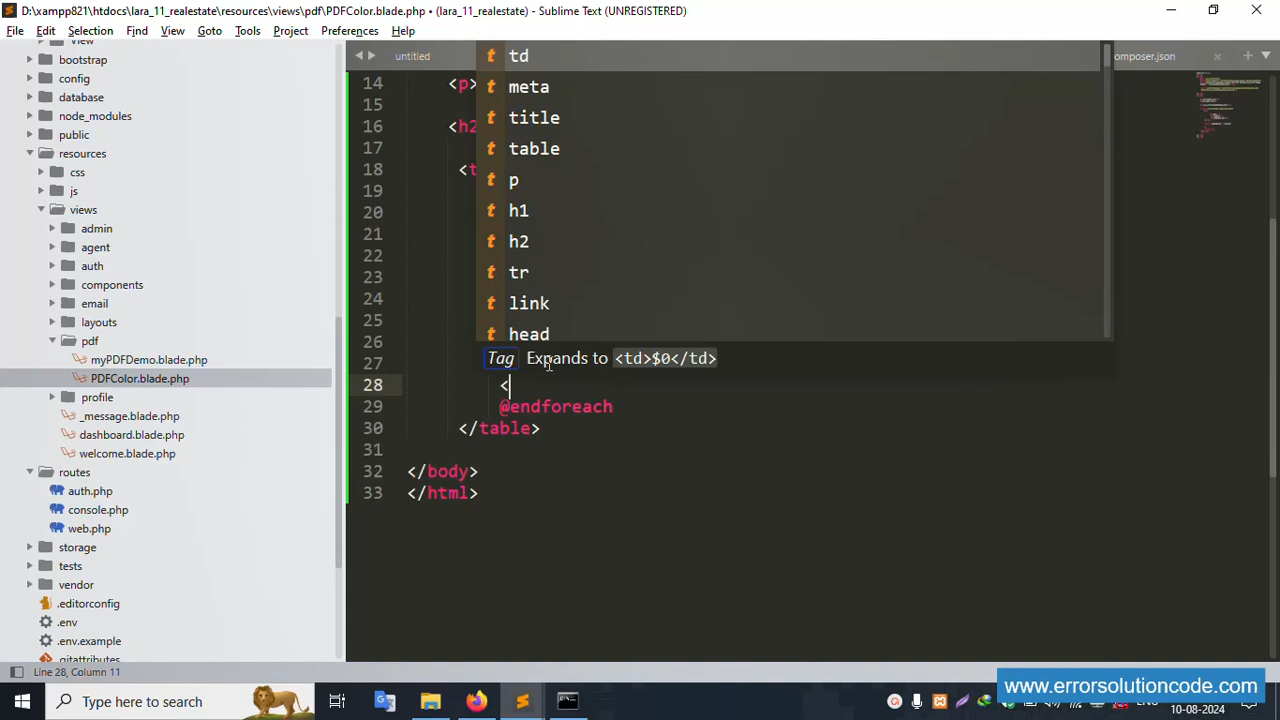 D:\xampp821\htdocs\lara_11_realestate\resources\views\pdf\PDFColor.blade.php • (lara_11_realestate) - Sublime Text (UNREGISTERED)
File Edit Selection Find View Goto Tools Project Preferences Help
untitled
composer.json
bootstrap
config
database
node_modules
public
resources
css
js
views
admin
agent
auth
components
email
layouts
pdf
myPDFDemo.blade.php
PDFColor.blade.php
profile
_message.blade.php
dashboard.blade.php
welcome.blade.php
routes
auth.php
console.php
web.php
storage
tests
vendor
.editorconfig
.env
.env.example
.gitattributes
14 <p>
15
16 <h2
17
18 <t
19
20
21
22
23
24
25
26
27
28 <
29 @endforeach
30 </table>
31
32 </body>
33 </html>
t td
t meta
t title
t table
t p
t h1
t h2
t tr
t link
t head
Tag Expands to <td>$0</td>
Line 28, Column 11
Type here to search
ENG
10-08-2024
www.errorsolutioncode.com